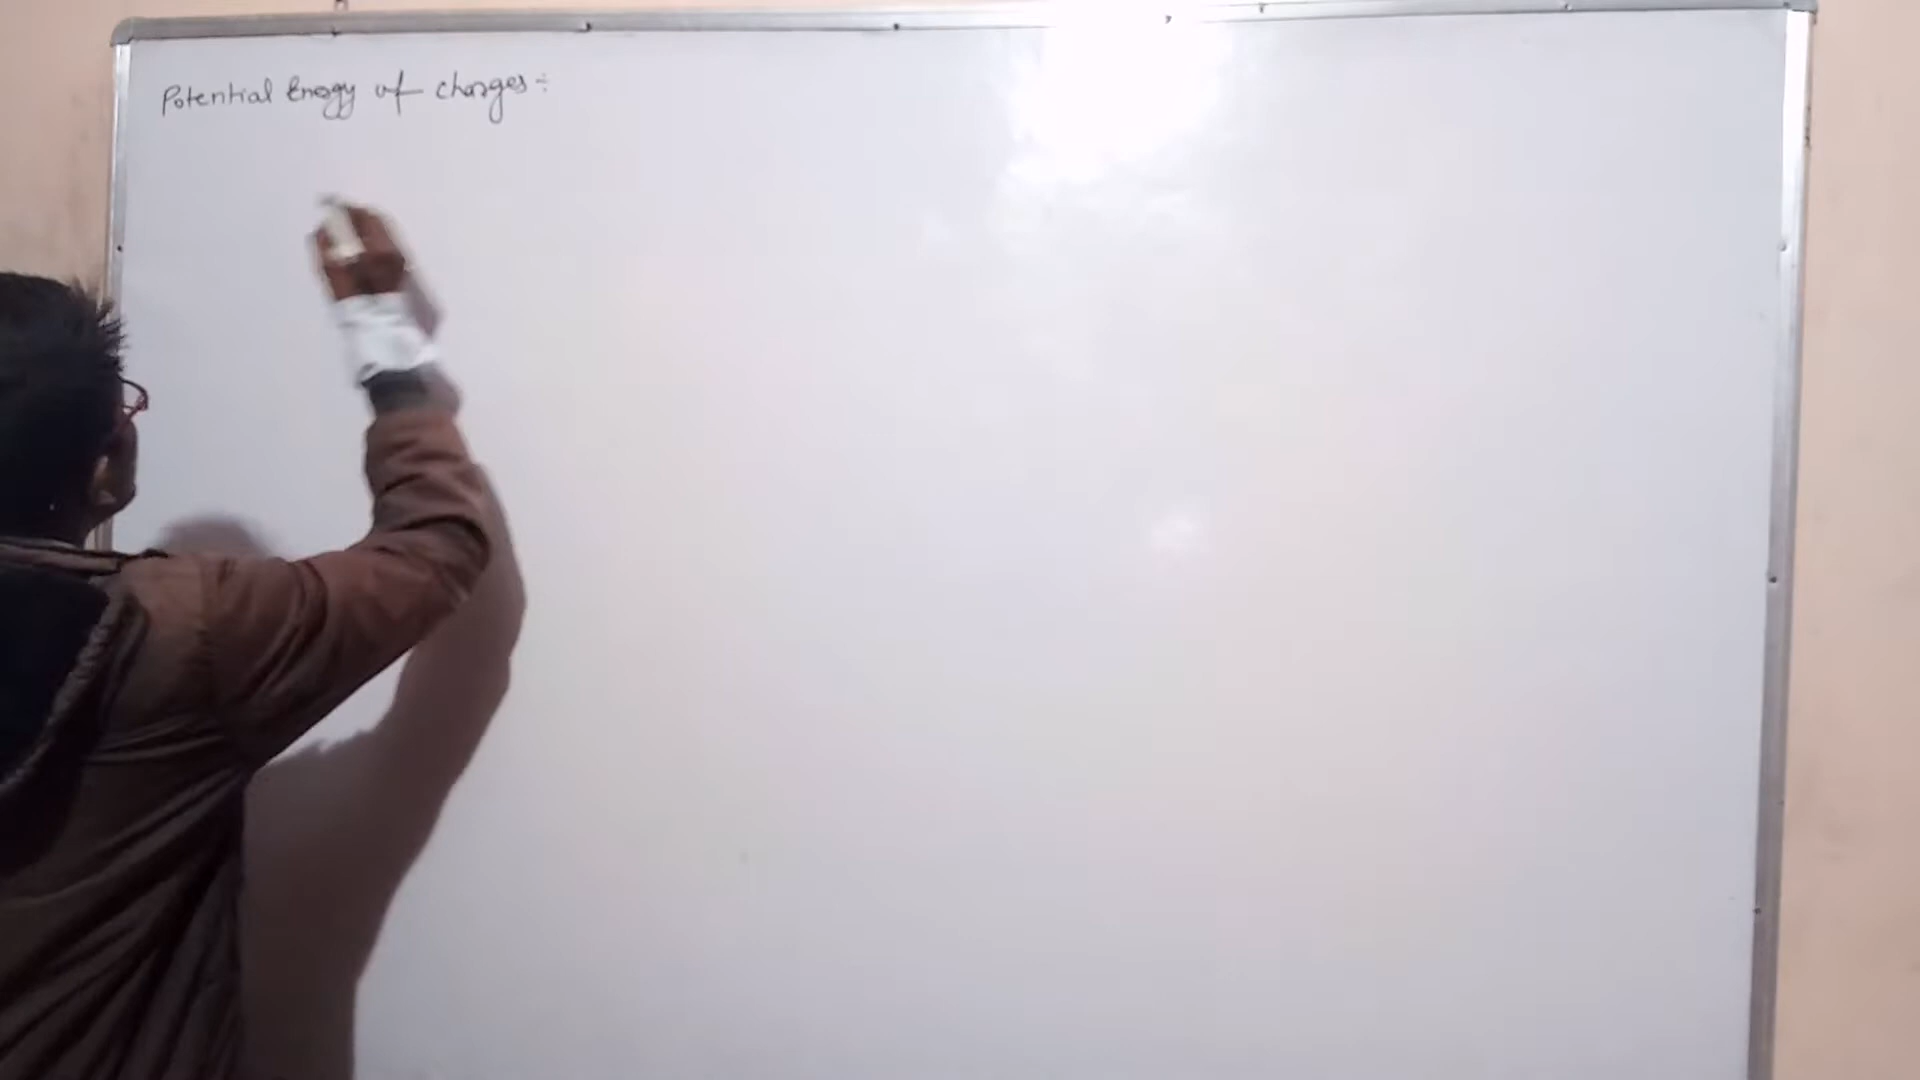 Potential Energy of charges :-